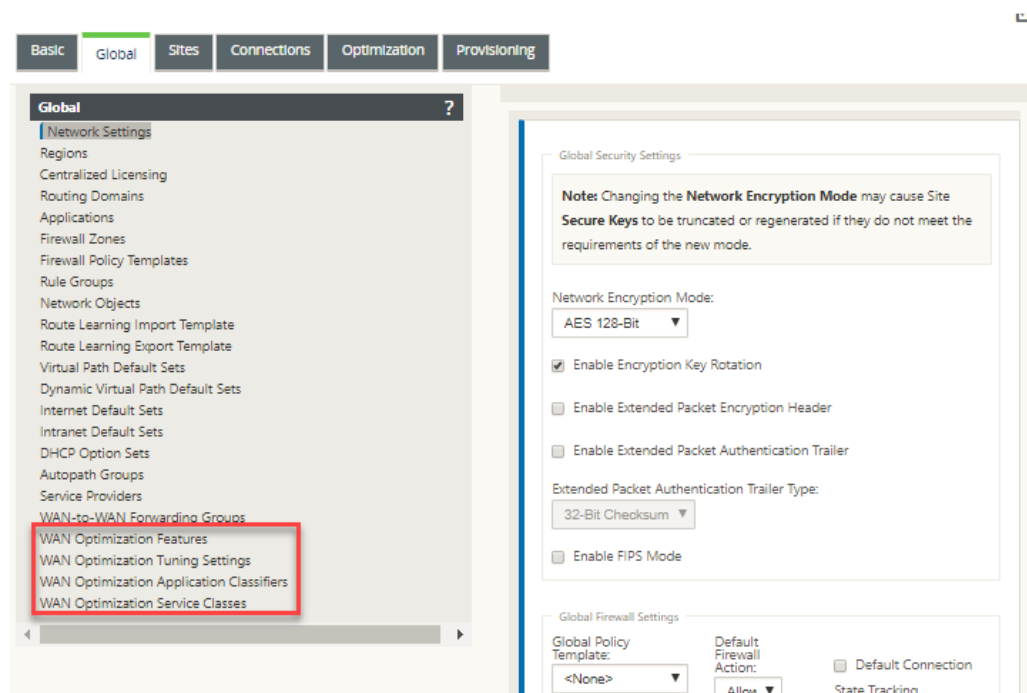 Basic Global Sites Connections Optimization Provisioning
Global ?
Network Settings
Regions
Centralized Licensing
Routing Domains
Applications
Firewall Zones
Firewall Policy Templates
Rule Groups
Network Objects
Route Learning Import Template
Route Learning Export Template
Virtual Path Default Sets
Dynamic Virtual Path Default Sets
Internet Default Sets
Intranet Default Sets
DHCP Option Sets
Autopath Groups
Service Providers
WAN-to-WAN Forwarding Groups
WAN Optimization Features
WAN Optimization Tuning Settings
WAN Optimization Application Classifiers
WAN Optimization Service Classes
Global Security Settings
Note: Changing the Network Encryption Mode may cause Site
Secure Keys to be truncated or regenerated if they do not meet the
requirements of the new mode.
Network Encryption Mode:
AES 128-Bit
Enable Encryption Key Rotation
Enable Extended Packet Encryption Header
Enable Extended Packet Authentication Trailer
Extended Packet Authentication Trailer Type:
32-Bit Checksum
Enable FIPS Mode
Global Firewall Settings
Global Policy
Template:
<None>
Default
Firewall
Action:
Allow
Default Connection
State Tracking